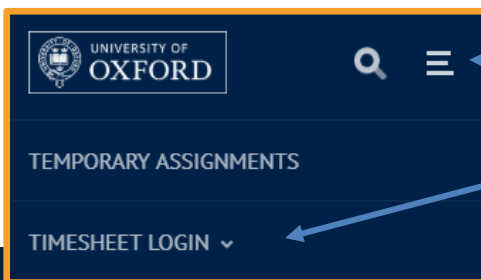 UNIVERSITY OF
OXFORD
TEMPORARY ASSIGNMENTS
TIMESHEET LOGIN